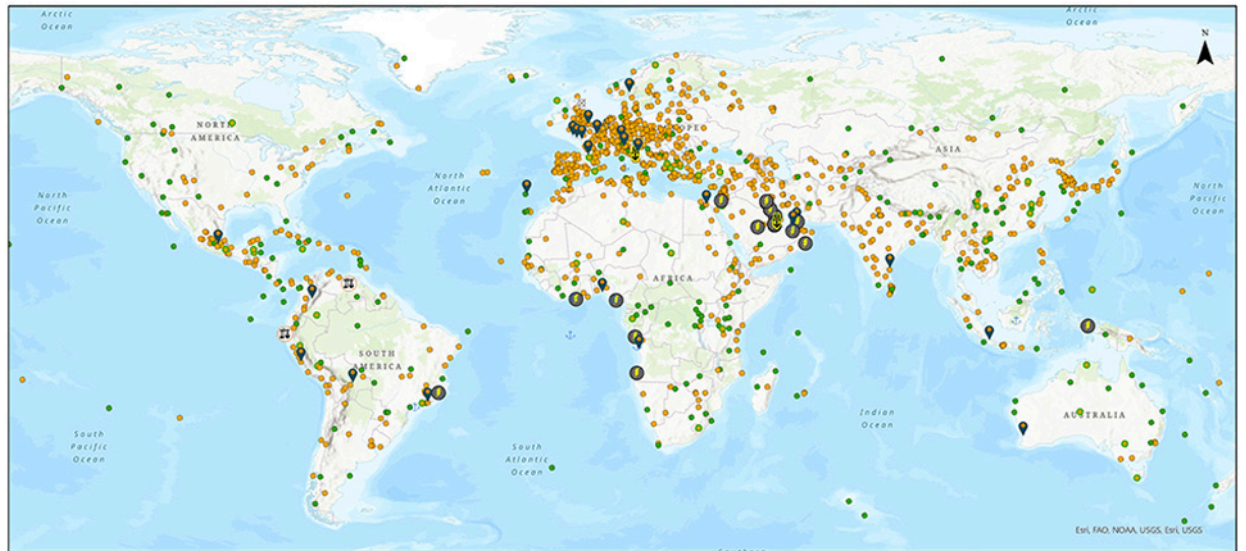 Arctic
Ocean
Arctic
Ocean
N
NORTH
AMERICA
ASIA
North
Pacific
Ocean
North
Atlantic
Ocean
North
Pacific
Ocean
AFRICA
SOUTH
AMERICA
Indian
Ocean
AUSTRALIA
South
Pacific
Ocean
South
Atlantic
Ocean
Esri, FAO, NOAA, USGS, Esri, USGS